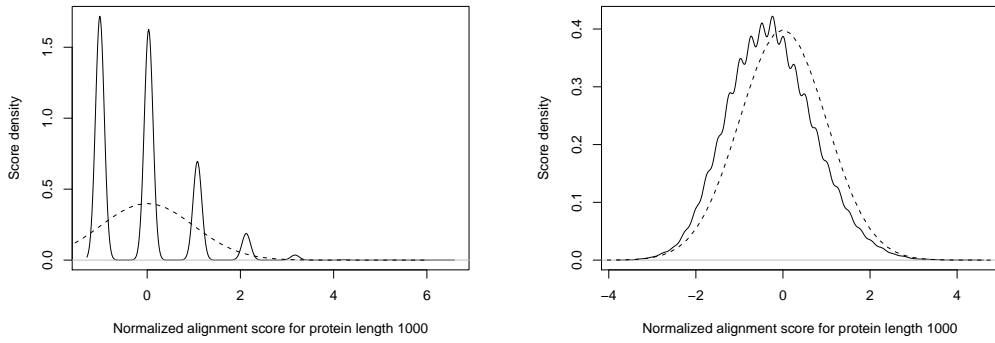 Score density
0.0 0.5 1.0 1.5
0 2 4 6
Normalized alignment score for protein length 1000
Score density
0.0 0.1 0.2 0.3 0.4
-4 -2 0 2 4
Normalized alignment score for protein length 1000